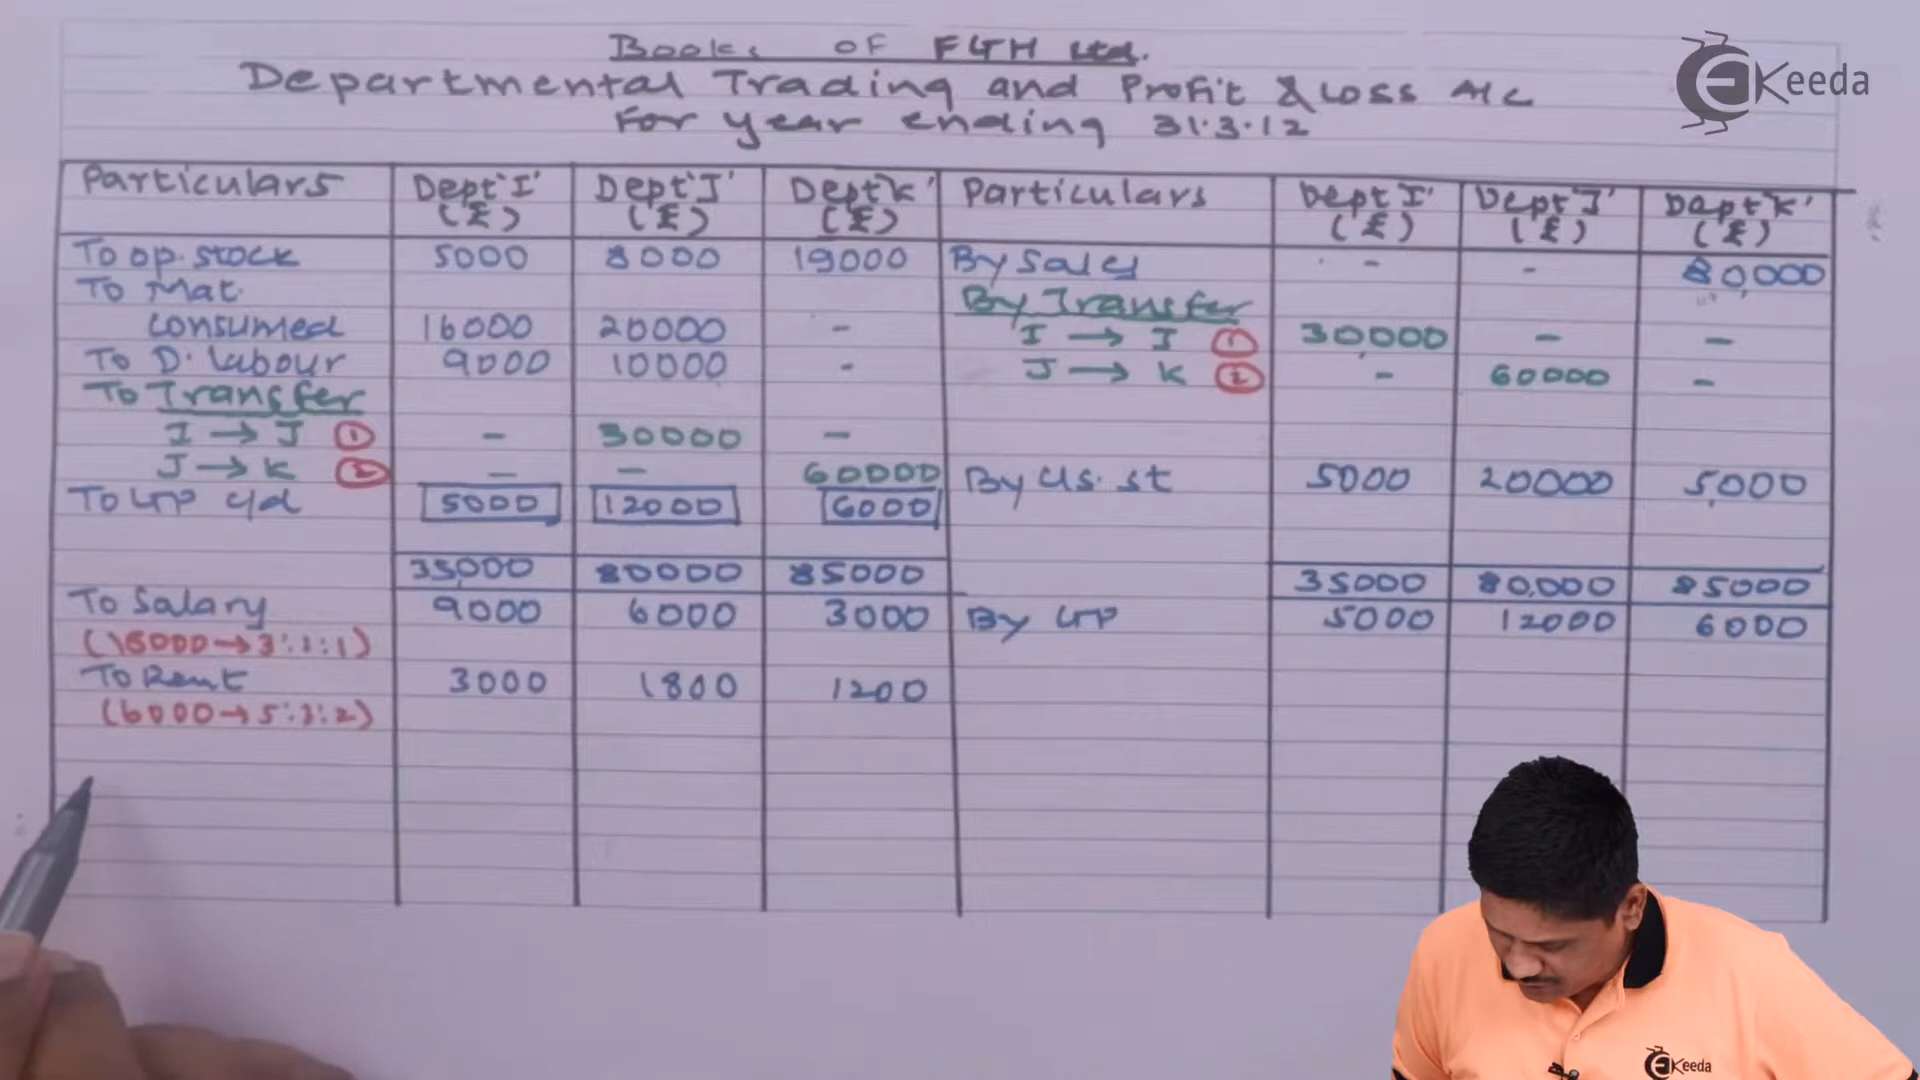 Books OF FGH Ltd.
Departmental Trading and Profit & Loss A/c
For year ending 31.3.12
EKeeda
Particulars Dept 'I' (₹) Dept 'J' (₹) Dept 'K' (₹) Particulars Dept 'I' (₹) Dept 'J' (₹) Dept 'K' (₹)
To op. stock 5000 8000 19000 By Sales - - 80,000
To Mat. By Transfer
consumed 16000 20000 - I → J ① 30000 - -
To D. labour 9000 10000 - J → K ② - 60000 -
To Transfer
I → J ① - 30000 -
J → K ② - - 60000 By Cls. st 5000 20000 5,000
To GP c/d 5000 12000 6000
35,000 80000 85000 35000 80,000 85000
To Salary 9000 6000 3000 By GP 5000 12000 6000
(18000 → 3:2:1)
To Rent 3000 1800 1200
(6000 → 5:3:2)
EKeeda